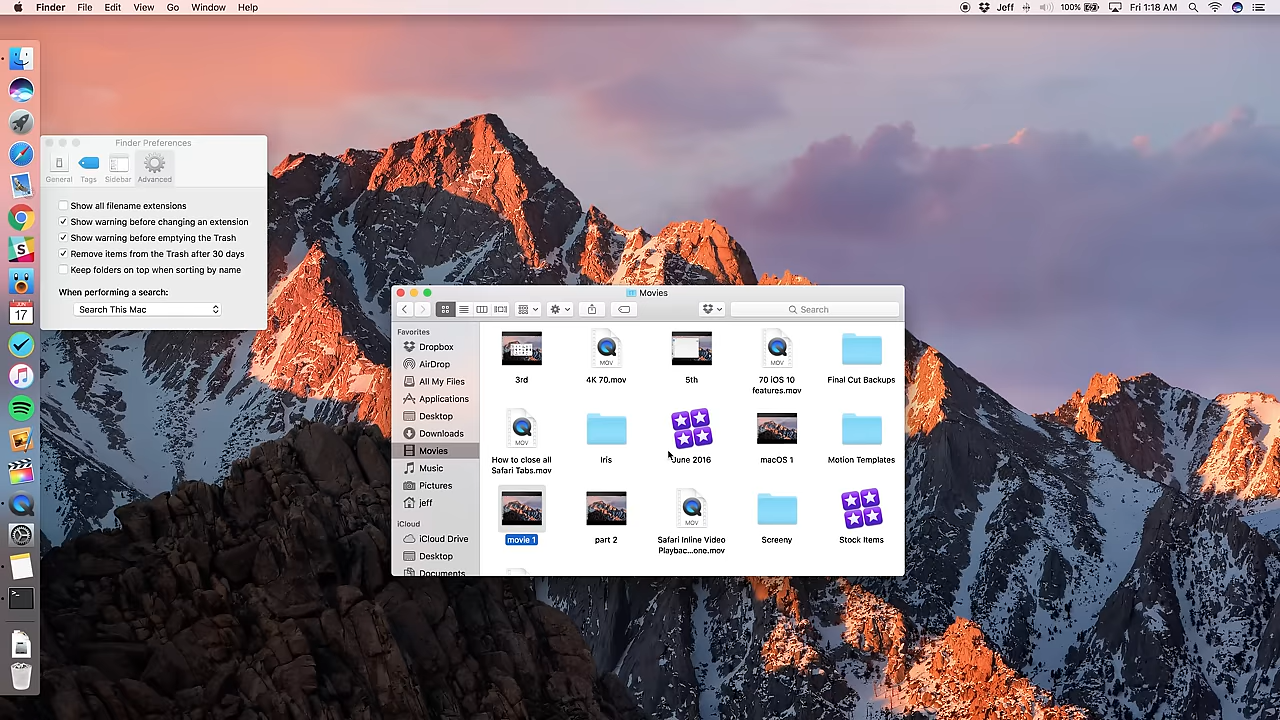 Finder File Edit View Go Window Help
Jeff 100% Fri 1:18 AM
JUN
17
Finder Preferences
General Tags Sidebar Advanced
Show all filename extensions
Show warning before changing an extension
Show warning before emptying the Trash
Remove items from the Trash after 30 days
Keep folders on top when sorting by name
When performing a search:
Search This Mac
Movies
Search
Favorites
Dropbox
AirDrop
All My Files
Applications
Desktop
Downloads
Movies
Music
Pictures
jeff
iCloud
iCloud Drive
Desktop
Documents
MOV MOV
3rd 4K 70.mov 5th 70 iOS 10 Final Cut Backups
features.mov
MOV
How to close all Iris June 2016 macOS 1 Motion Templates
Safari Tabs.mov
MOV
movie 1 part 2 Safari Inline Video Screeny Stock Items
Playbac...one.mov